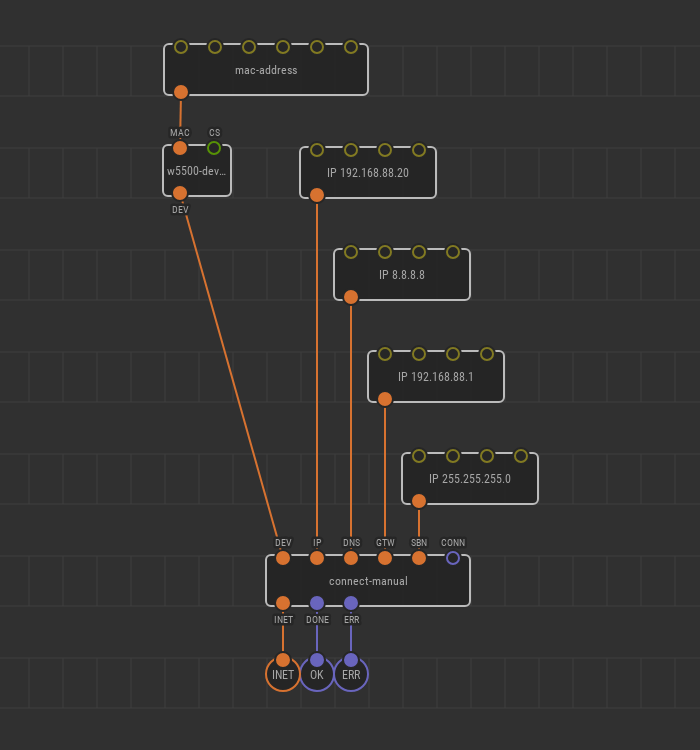 mac-address
MAC CS
w5500-dev...
DEV
IP 192.168.88.20
IP 8.8.8.8
IP 192.168.88.1
IP 255.255.255.0
DEV IP DNS GTW SBN CONN
connect-manual
INET DONE ERR
INET OK ERR